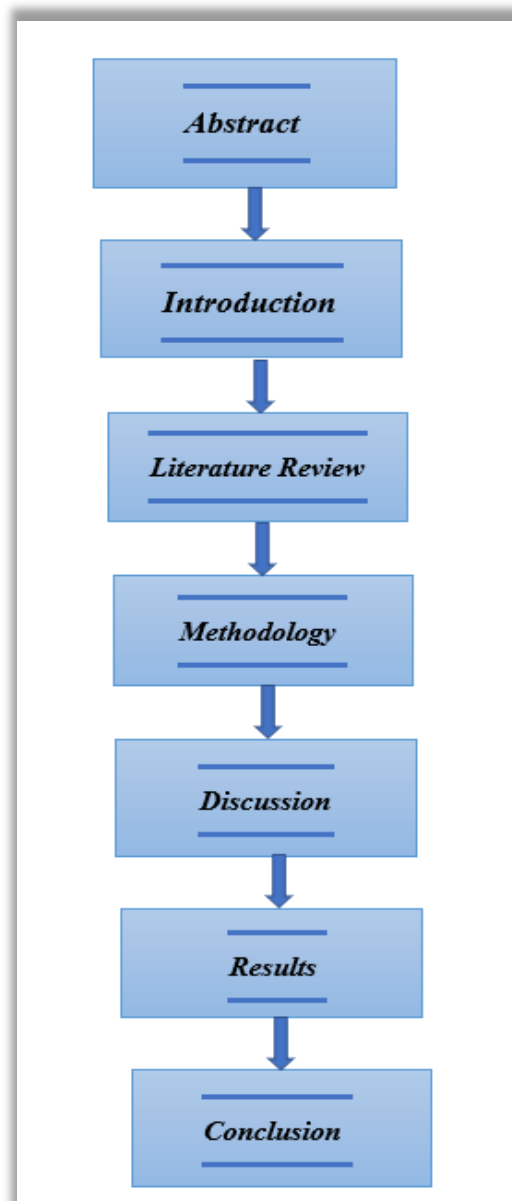 Abstract
Introduction
Literature Review
Methodology
Discussion
Results
Conclusion